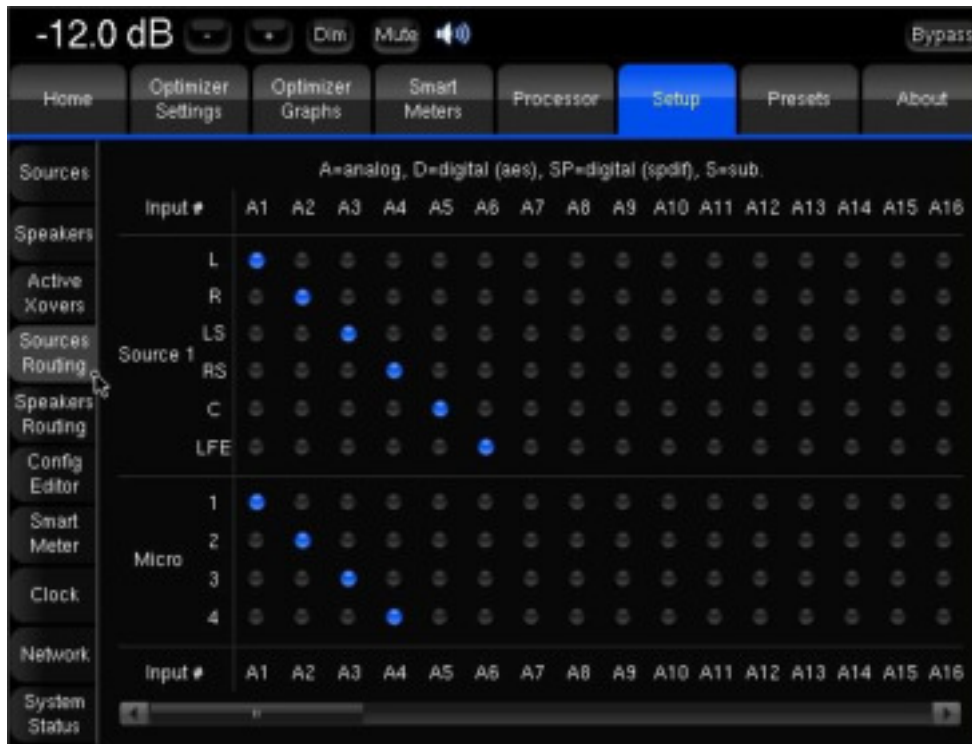 -12.0 dB - + Dim Mute Bypass
Home Optimizer Settings Optimizer Graphs Smart Meters Processor Setup Presets About
Sources
Speakers
Active Xovers
Sources Routing
Speakers Routing
Config Editor
Smart Meter
Clock
Network
System Status
A=analog, D=digital (aes), SP=digital (spdif), S=sub.
Input # A1 A2 A3 A4 A5 A6 A7 A8 A9 A10 A11 A12 A13 A14 A15 A16
Source 1
L
R
LS
RS
C
LFE
Micro
1
2
3
4
Input # A1 A2 A3 A4 A5 A6 A7 A8 A9 A10 A11 A12 A13 A14 A15 A16